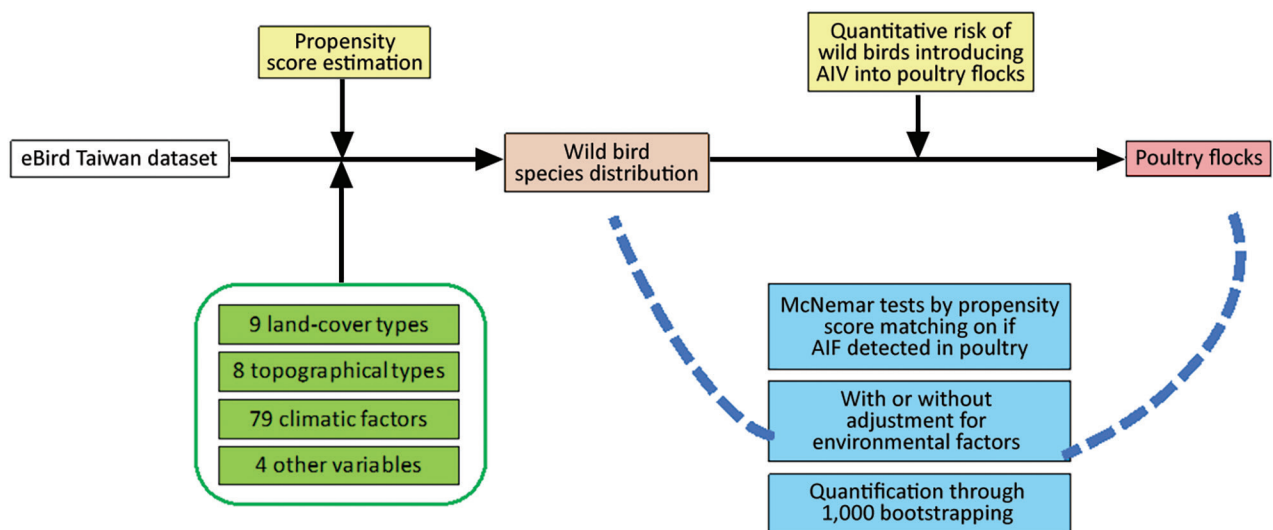 Propensity
score estimation
Quantitative risk of
wild birds introducing
AIV into poultry flocks
eBird Taiwan dataset
Wild bird
species distribution
Poultry flocks
9 land-cover types
8 topographical types
79 climatic factors
4 other variables
McNemar tests by propensity
score matching on if
AIF detected in poultry
With or without
adjustment for
environmental factors
Quantification through
1,000 bootstrapping